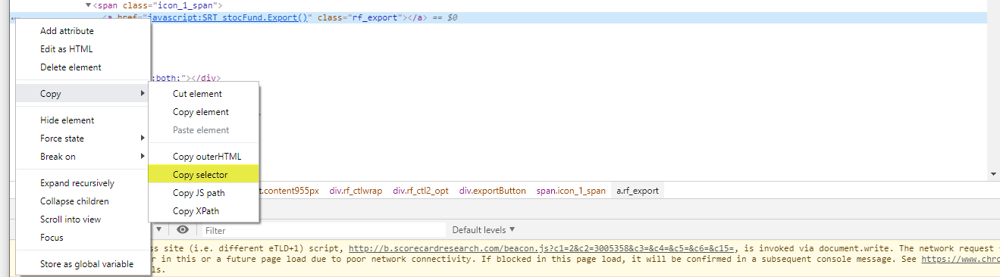 ▼<span class="icon_1_span">
<a href="javascript:SRT_stocFund.Export()" class="rf_export"></a> == $0
Add attribute
Edit as HTML
Delete element
:both;"></div>
Copy
Cut element
Copy element
Paste element
Hide element
Force state
Break on
Copy outerHTML
Copy selector
Copy JS path
Copy XPath
Expand recursively
Collapse children
Scroll into view
Focus
Store as global variable
t.content955px div.rf_ctlwrap div.rf_ctl2_opt div.exportButton span.icon_1_span a.rf_export
Filter
Default levels ▼
ss site (i.e. different eTLD+1) script, http://b.scorecardresearch.com/beacon.js?c1=2&c2=3005358&c3=&c4=&c5=&c6=&c15=, is invoked via document.write. The network request
r in this or a future page load due to poor network connectivity. If blocked in this page load, it will be confirmed in a subsequent console message. See https://www.chro
ls.